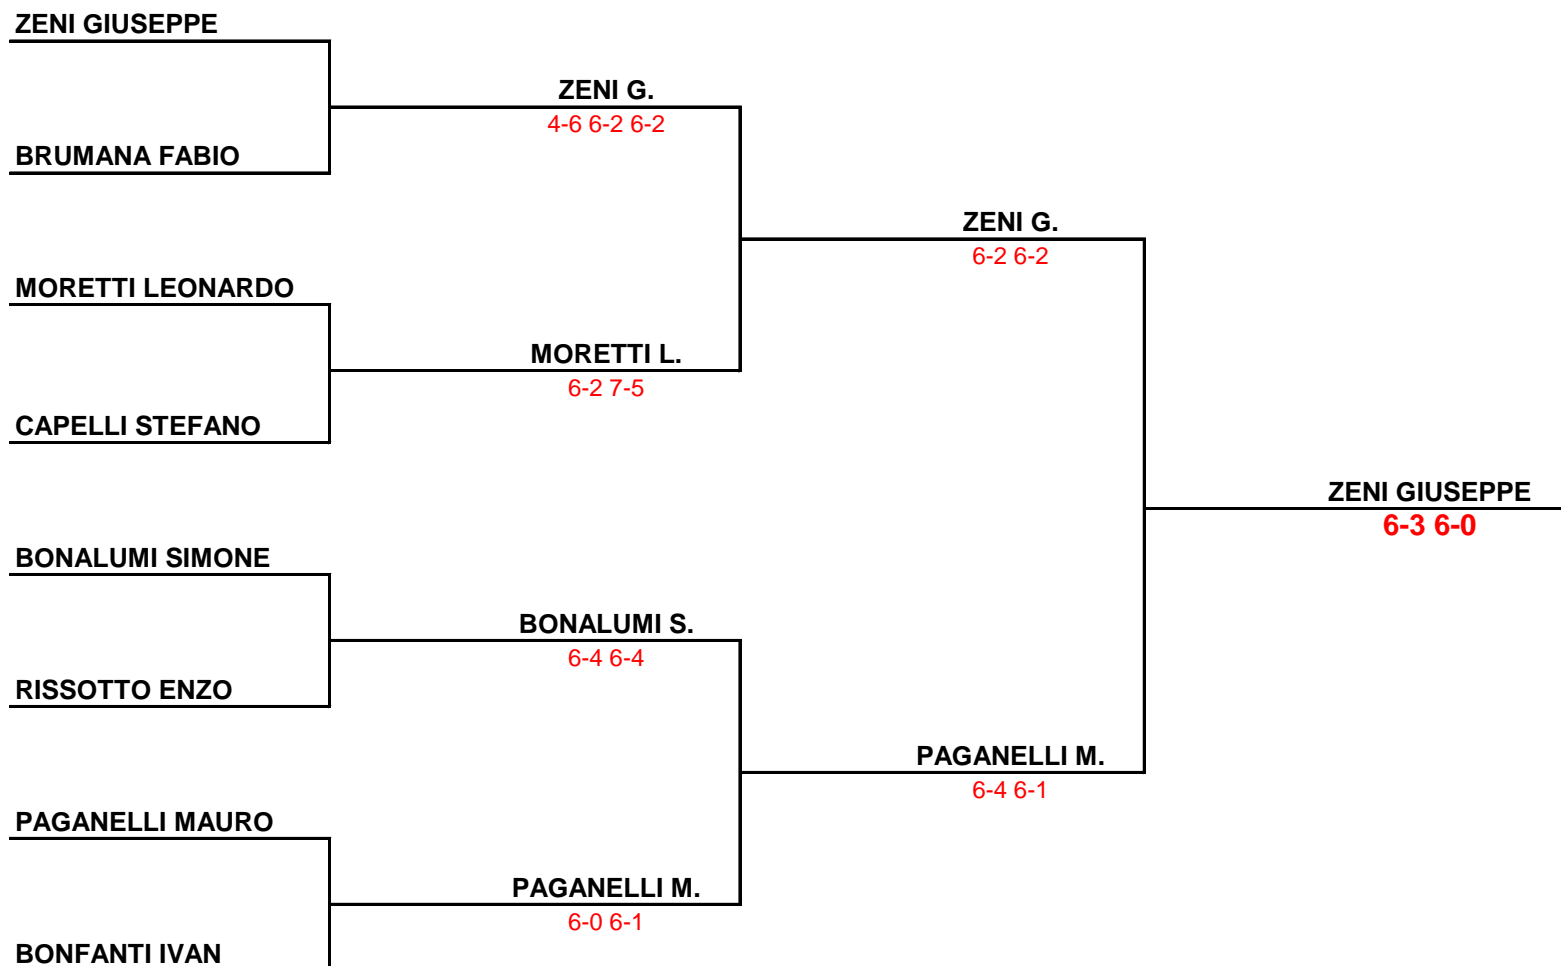 ZENI GIUSEPPE
ZENI G.
4-6 6-2 6-2
BRUMANA FABIO
ZENI G.
6-2 6-2
MORETTI LEONARDO
MORETTI L.
6-2 7-5
CAPELLI STEFANO
ZENI GIUSEPPE
6-3 6-0
BONALUMI SIMONE
BONALUMI S.
6-4 6-4
RISSOTTO ENZO
PAGANELLI M.
6-4 6-1
PAGANELLI MAURO
PAGANELLI M.
6-0 6-1
BONFANTI IVAN